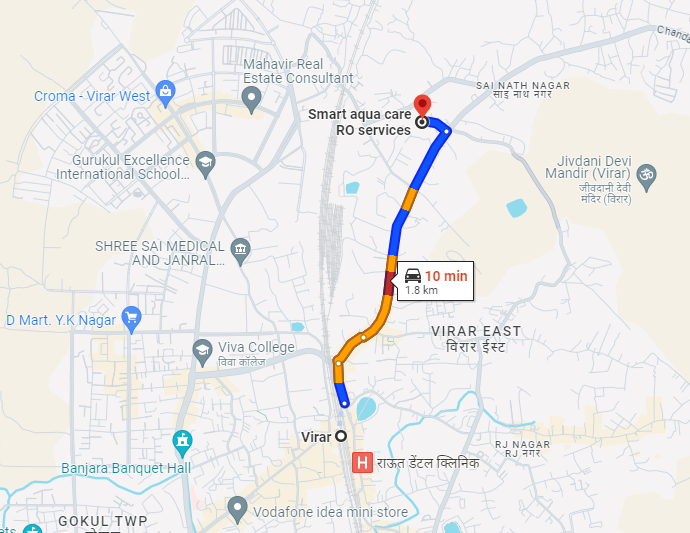 Chanda
Mahavir Real
Estate Consultant
Croma - Virar West
SAI NATH NAGAR
साइ नाथ नगर
Smart aqua care
RO services
Gurukul Excellence
International School...
Jivdani Devi
Mandir (Virar)
जीवदानी देवी
मंदिर (विरार)
SHREE SAI MEDICAL
AND JANRAL...
10 min
1.8 km
D Mart. Y.K Nagar
VIRAR EAST
विरार ईस्ट
Viva College
विवा कॉलेज
Virar
RJ NAGAR
RJ नगर
H राऊत डेंटल क्लिनिक
Banjara Banquet Hall
Vodafone idea mini store
GOKUL TWP